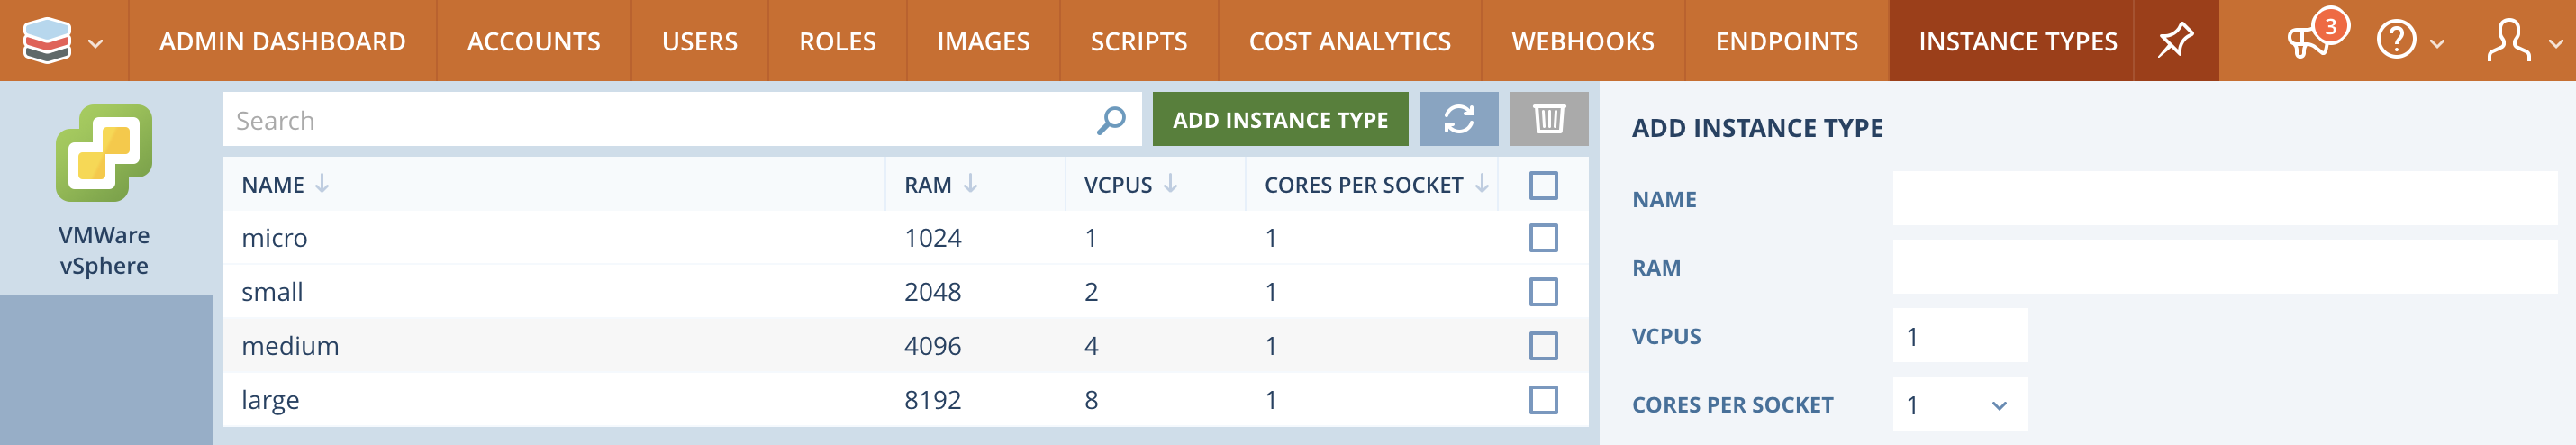 ADMIN DASHBOARD ACCOUNTS USERS ROLES IMAGES SCRIPTS COST ANALYTICS WEBHOOKS ENDPOINTS INSTANCE TYPES 3
VMWare
vSphere
Search ADD INSTANCE TYPE
NAME RAM VCPUS CORES PER SOCKET
micro 1024 1 1
small 2048 2 1
medium 4096 4 1
large 8192 8 1
ADD INSTANCE TYPE
NAME
RAM
VCPUS 1
CORES PER SOCKET 1